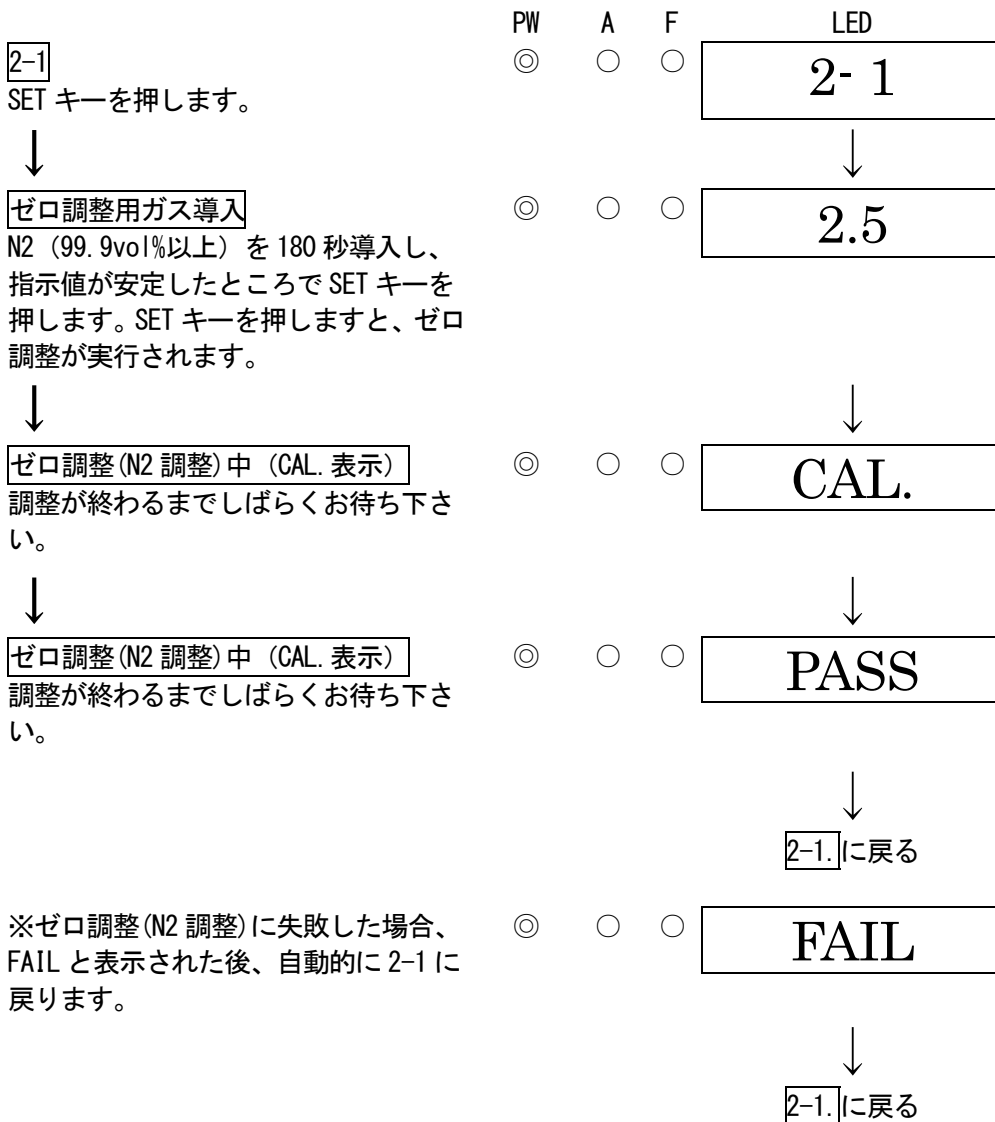 PW A F LED
2-1 ◎ ○ ○ 2- 1
SET キーを押します。
↓ ↓
ゼロ調整用ガス導入 ◎ ○ ○ 2.5
N2（99.9vol%以上）を 180 秒導入し、
指示値が安定したところで SET キーを
押します。SET キーを押しますと、ゼロ
調整が実行されます。
↓ ↓
ゼロ調整(N2 調整)中（CAL.表示） ◎ ○ ○ CAL.
調整が終わるまでしばらくお待ち下さ
い。
↓ ↓
ゼロ調整(N2 調整)中（CAL.表示） ◎ ○ ○ PASS
調整が終わるまでしばらくお待ち下さ
い。
↓
2-1.に戻る
※ゼロ調整(N2 調整)に失敗した場合、 ◎ ○ ○ FAIL
FAIL と表示された後、自動的に 2-1 に
戻ります。
↓
2-1.に戻る